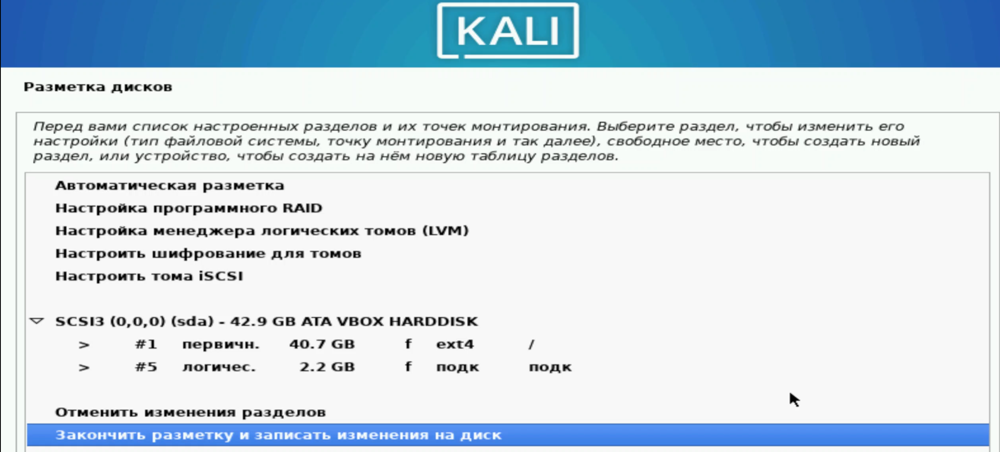 KALI
Разметка дисков
Перед вами список настроенных разделов и их точек монтирования. Выберите раздел, чтобы изменить его
настройки (тип файловой системы, точку монтирования и так далее), свободное место, чтобы создать новый
раздел, или устройство, чтобы создать на нём новую таблицу разделов.
Автоматическая разметка
Настройка программного RAID
Настройка менеджера логических томов (LVM)
Настроить шифрование для томов
Настроить тома iSCSI
SCSI3 (0,0,0) (sda) - 42.9 GB ATA VBOX HARDDISK
> #1 первичн. 40.7 GB f ext4 /
> #5 логичес. 2.2 GB f подк подк
Отменить изменения разделов
Закончить разметку и записать изменения на диск